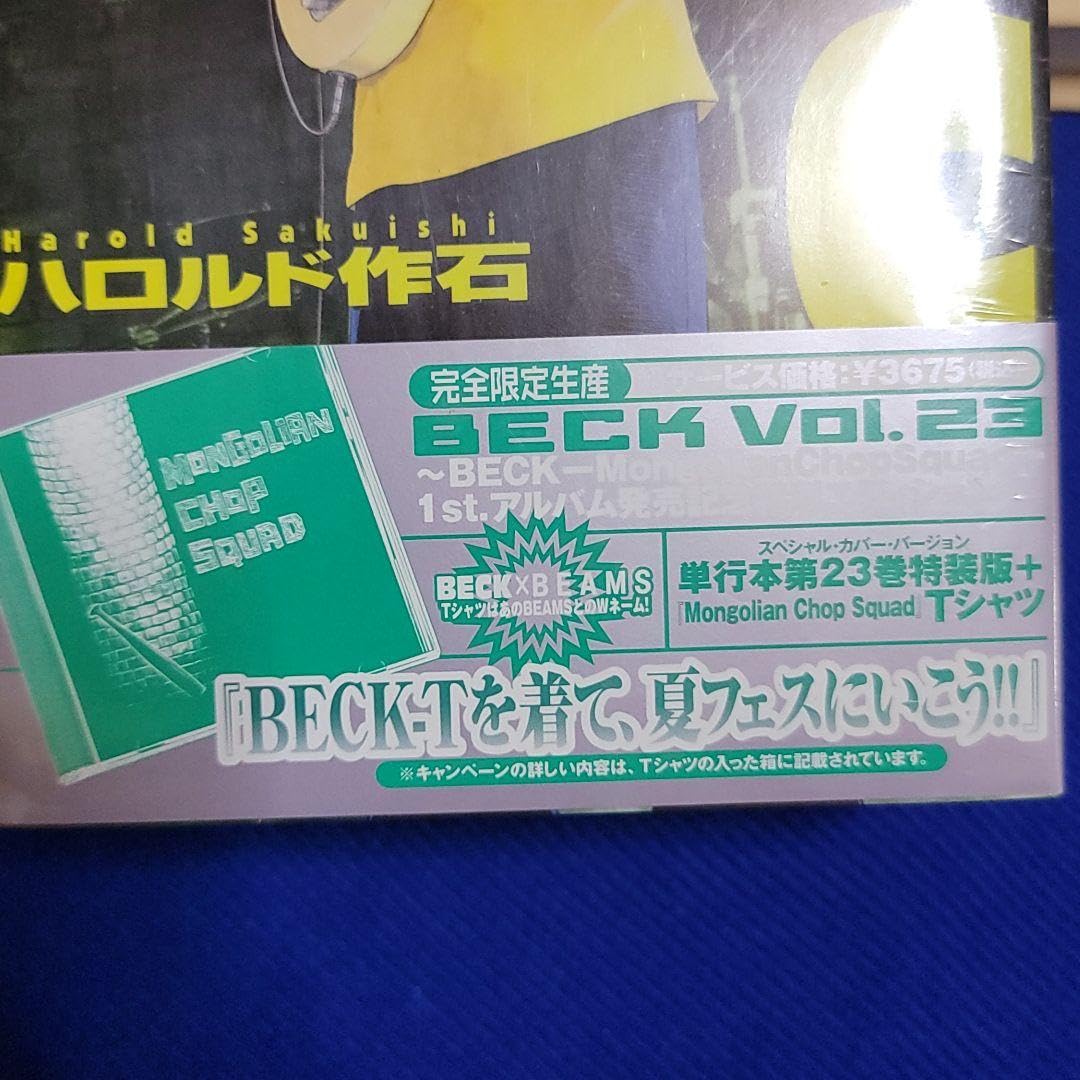 Harold Sakuishi
ハロルド作石
MONGOLiAN
CHOP
SQUAD
完全限定生産
サービス価格:¥3675
BECK Vol.23
〜BECK−MongolianChopSquad
1st.アルバム発売記
BECK×BEAMS
TシャツはあのBEAMSとのWネーム!
スペシャル・カバー・バージョン
単行本第23巻特装版＋
『Mongolian Chop Squad』Tシャツ
『BECK-Tを着て、夏フェスにいこう!!』
※キャンペーンの詳しい内容は、Tシャツの入った箱に記載されています。